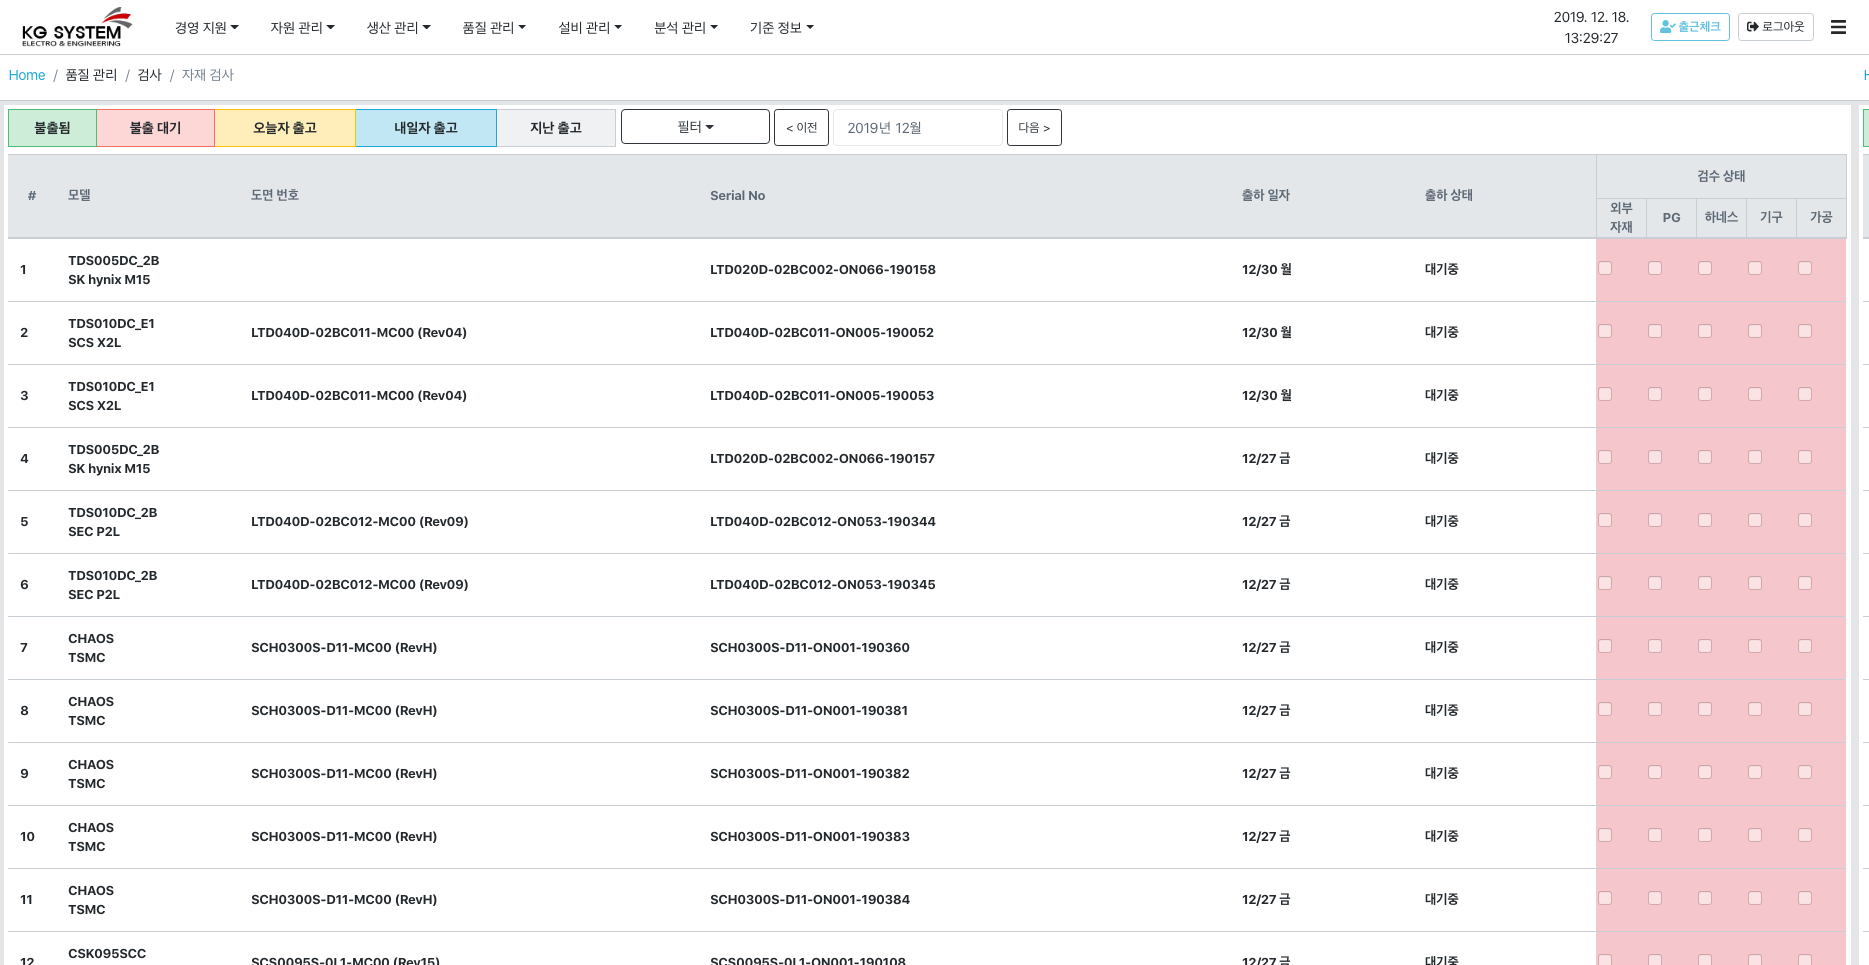 KG SYSTEM
ELECTRO & ENGINEERING
경영 지원 자원 관리 생산 관리 품질 관리 설비 관리 분석 관리 기준 정보
2019. 12. 18.
13:29:27
출근체크 로그아웃
Home / 품질 관리 / 검사 / 자재 검사
불출됨 불출 대기 오늘자 출고 내일자 출고 지난 출고 필터 < 이전 2019년 12월 다음 >
# 모델 도면 번호 Serial No 출하 일자 출하 상태 검수 상태
외부
자재 PG 하네스 기구 가공
1 TDS005DC_2B
SK hynix M15 LTD020D-02BC002-ON066-190158 12/30 월 대기중
2 TDS010DC_E1
SCS X2L LTD040D-02BC011-MC00 (Rev04) LTD040D-02BC011-ON005-190052 12/30 월 대기중
3 TDS010DC_E1
SCS X2L LTD040D-02BC011-MC00 (Rev04) LTD040D-02BC011-ON005-190053 12/30 월 대기중
4 TDS005DC_2B
SK hynix M15 LTD020D-02BC002-ON066-190157 12/27 금 대기중
5 TDS010DC_2B
SEC P2L LTD040D-02BC012-MC00 (Rev09) LTD040D-02BC012-ON053-190344 12/27 금 대기중
6 TDS010DC_2B
SEC P2L LTD040D-02BC012-MC00 (Rev09) LTD040D-02BC012-ON053-190345 12/27 금 대기중
7 CHAOS
TSMC SCH0300S-D11-MC00 (RevH) SCH0300S-D11-ON001-190360 12/27 금 대기중
8 CHAOS
TSMC SCH0300S-D11-MC00 (RevH) SCH0300S-D11-ON001-190381 12/27 금 대기중
9 CHAOS
TSMC SCH0300S-D11-MC00 (RevH) SCH0300S-D11-ON001-190382 12/27 금 대기중
10 CHAOS
TSMC SCH0300S-D11-MC00 (RevH) SCH0300S-D11-ON001-190383 12/27 금 대기중
11 CHAOS
TSMC SCH0300S-D11-MC00 (RevH) SCH0300S-D11-ON001-190384 12/27 금 대기중
12 CSK095SCC
SCS0095S-0L1-MC00 (Rev15) SCS0095S-0L1-ON001-190108 12/27 금 대기중